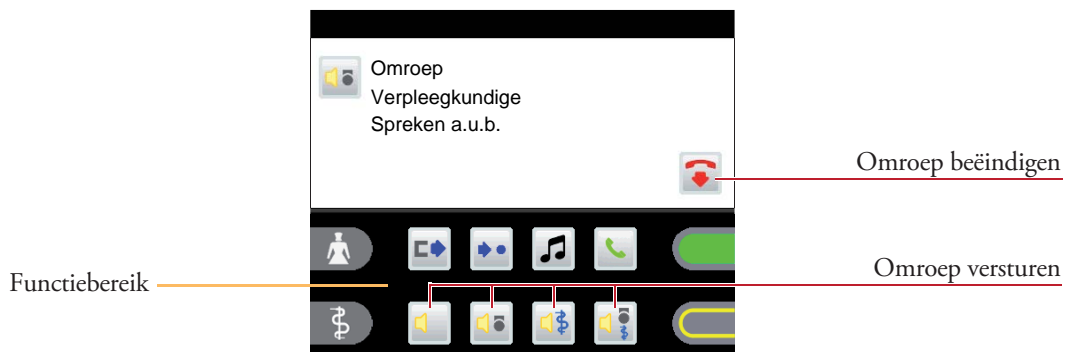 Omroep
Verpleegkundige
Spreken a.u.b.
Omroep beëindigen
Functiebereik
Omroep versturen